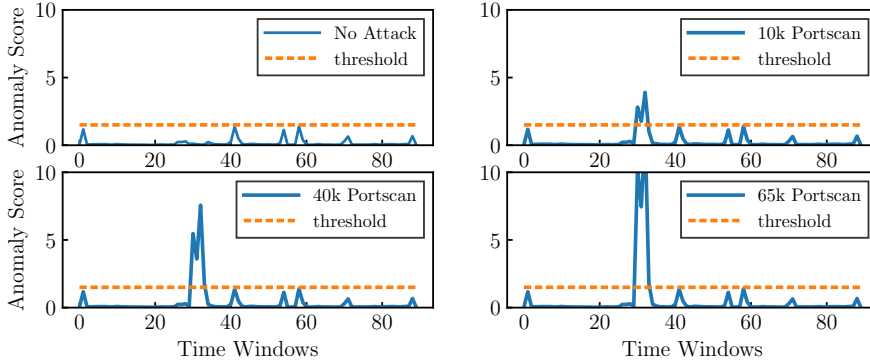 Anomaly Score
10
5
0
0 20 40 60 80
No Attack
threshold
10
5
0
0 20 40 60 80
10k Portscan
threshold
Anomaly Score
10
5
0
0 20 40 60 80
Time Windows
40k Portscan
threshold
10
5
0
0 20 40 60 80
Time Windows
65k Portscan
threshold